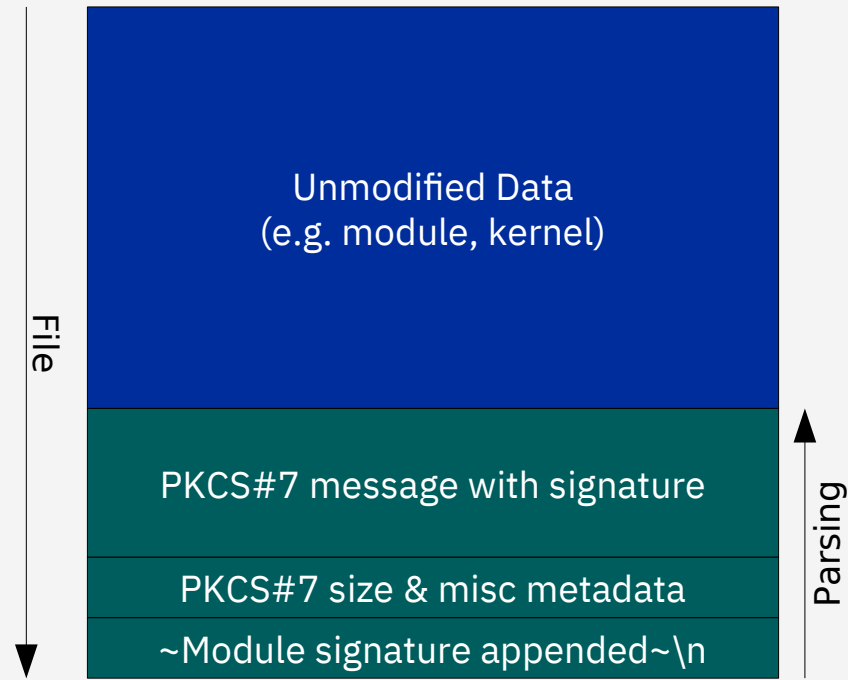 Unmodified Data
(e.g. module, kernel)
File
PKCS#7 message with signature
Parsing
PKCS#7 size & misc metadata
~Module signature appended~\n